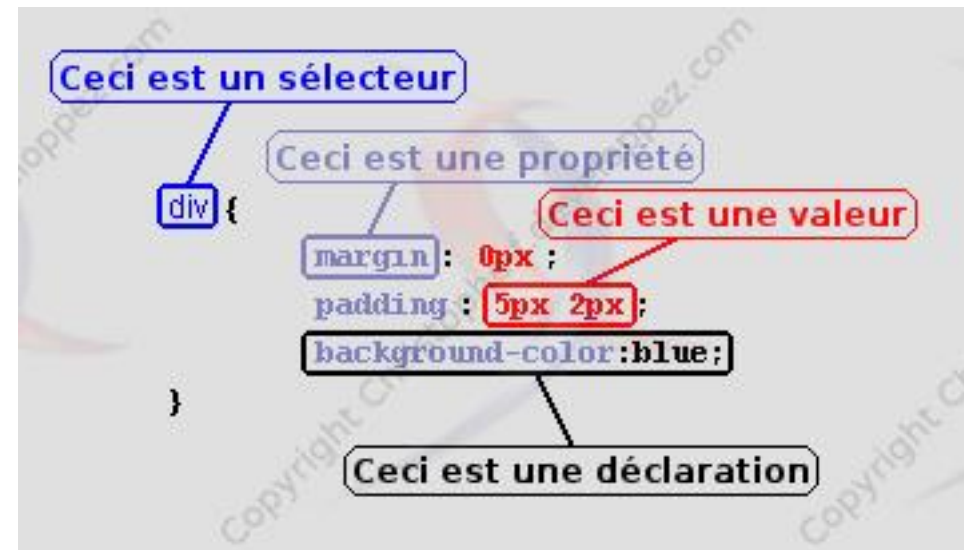 Ceci est un sélecteur
Ceci est une propriété
div {
Ceci est une valeur
margin : 0px ;
padding : 5px 2px ;
background-color:blue;
}
Ceci est une déclaration